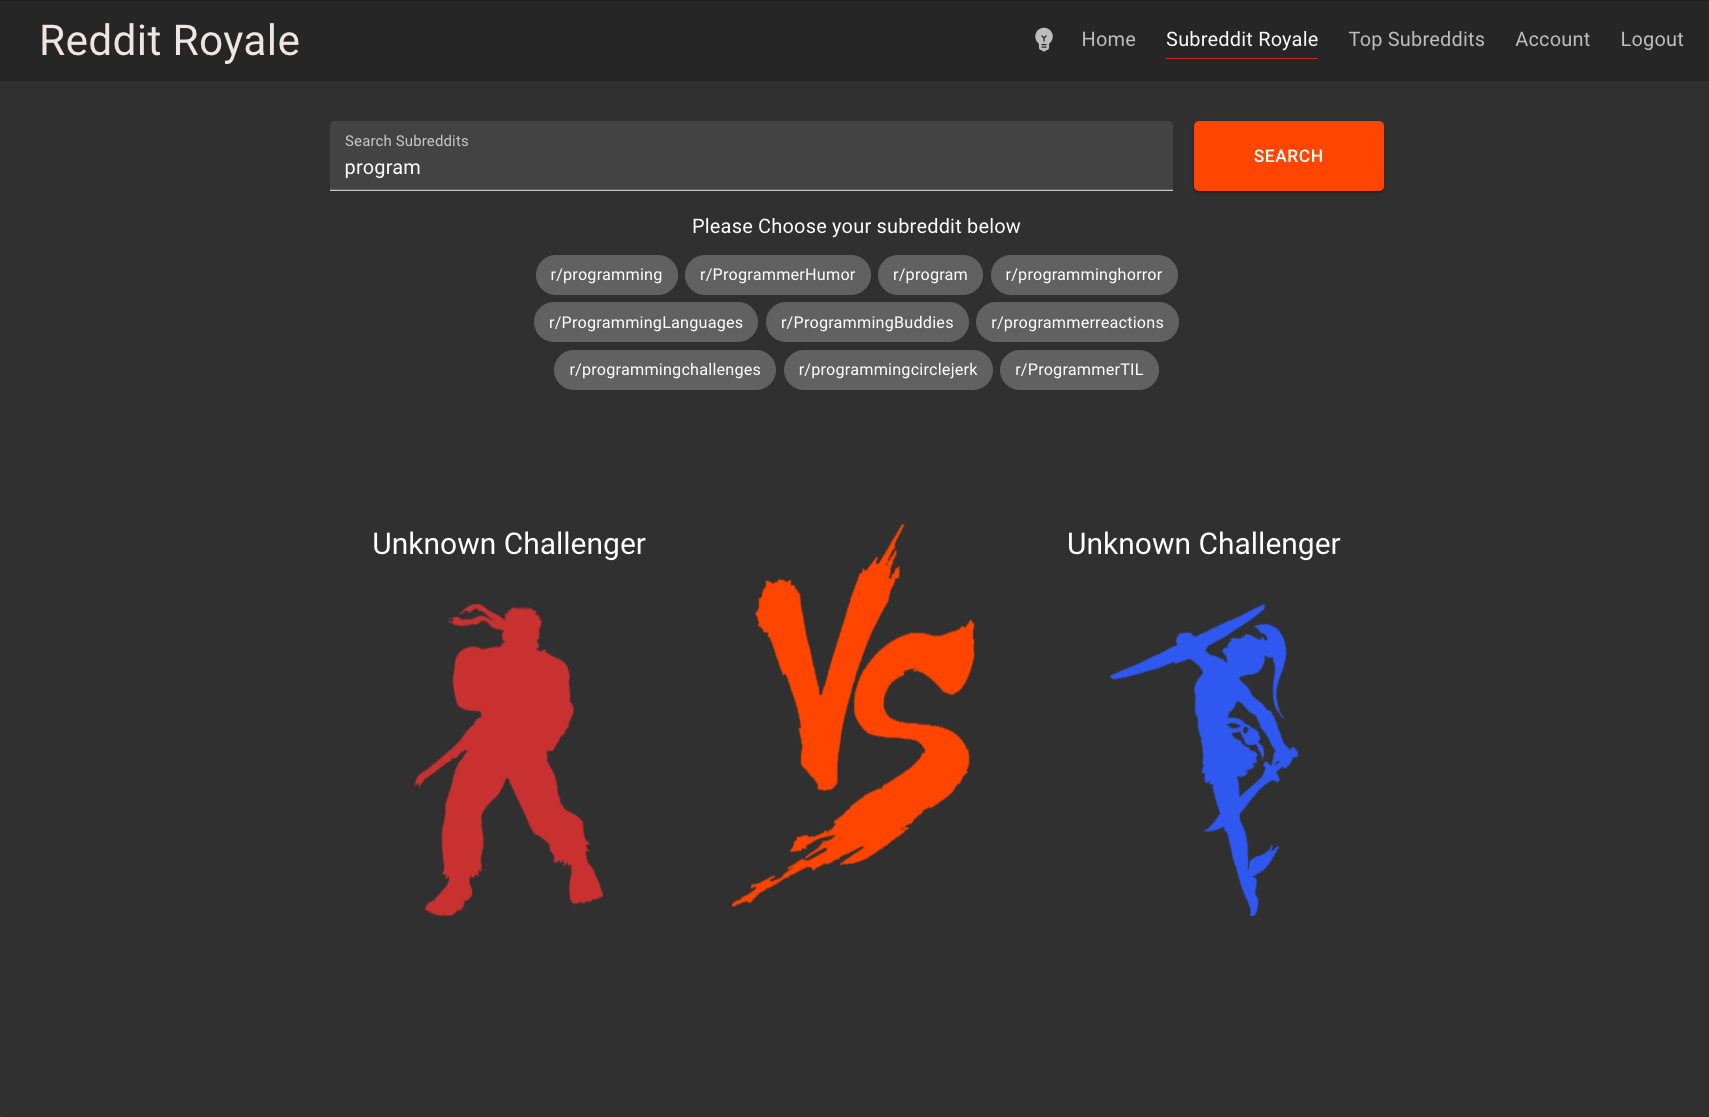 Reddit Royale
Home Subreddit Royale Top Subreddits Account Logout
Search Subreddits
program
SEARCH
Please Choose your subreddit below
r/programming r/ProgrammerHumor r/program r/programminghorror
r/ProgrammingLanguages r/ProgrammingBuddies r/programmerreactions
r/programmingchallenges r/programmingcirclejerk r/ProgrammerTIL
Unknown Challenger
VS
Unknown Challenger